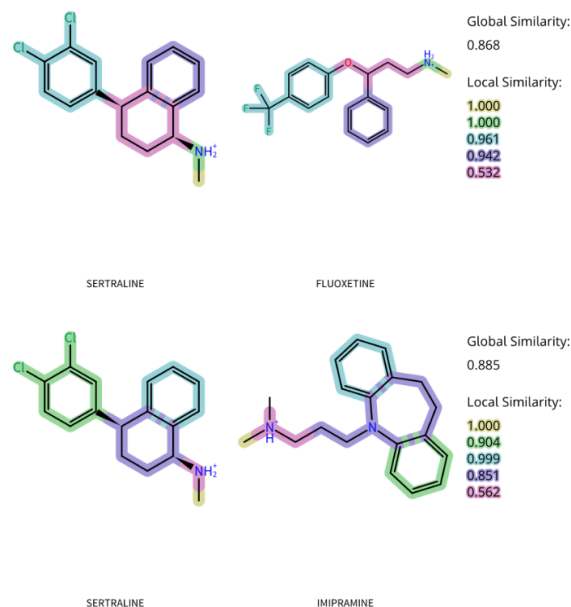 Cl
Cl
NH₂⁺
SERTRALINE
F
F
F
O
H₂
N⁺
FLUOXETINE
Global Similarity:
0.868
Local Similarity:
1.000
1.000
0.961
0.942
0.532
Cl
Cl
NH₂⁺
SERTRALINE
N⁺
H
N
IMIPRAMINE
Global Similarity:
0.885
Local Similarity:
1.000
0.904
0.999
0.851
0.562